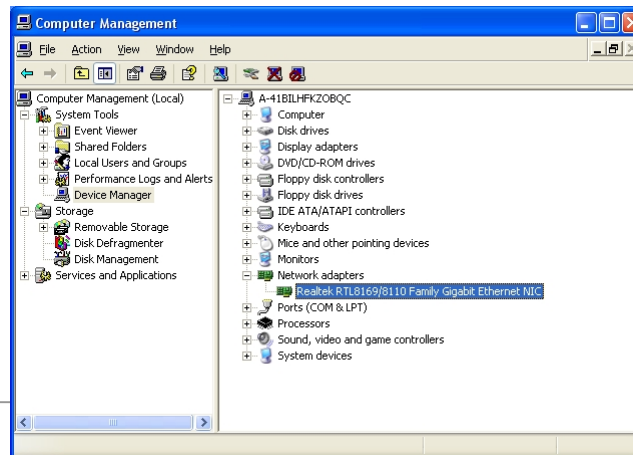 Computer Management
File Action View Window Help
Computer Management (Local)
System Tools
Event Viewer
Shared Folders
Local Users and Groups
Performance Logs and Alerts
Device Manager
Storage
Removable Storage
Disk Defragmenter
Disk Management
Services and Applications
A-41BILHFKZOBQC
Computer
Disk drives
Display adapters
DVD/CD-ROM drives
Floppy disk controllers
Floppy disk drives
IDE ATA/ATAPI controllers
Keyboards
Mice and other pointing devices
Monitors
Network adapters
Realtek RTL8169/8110 Family Gigabit Ethernet NIC
Ports (COM & LPT)
Processors
Sound, video and game controllers
System devices